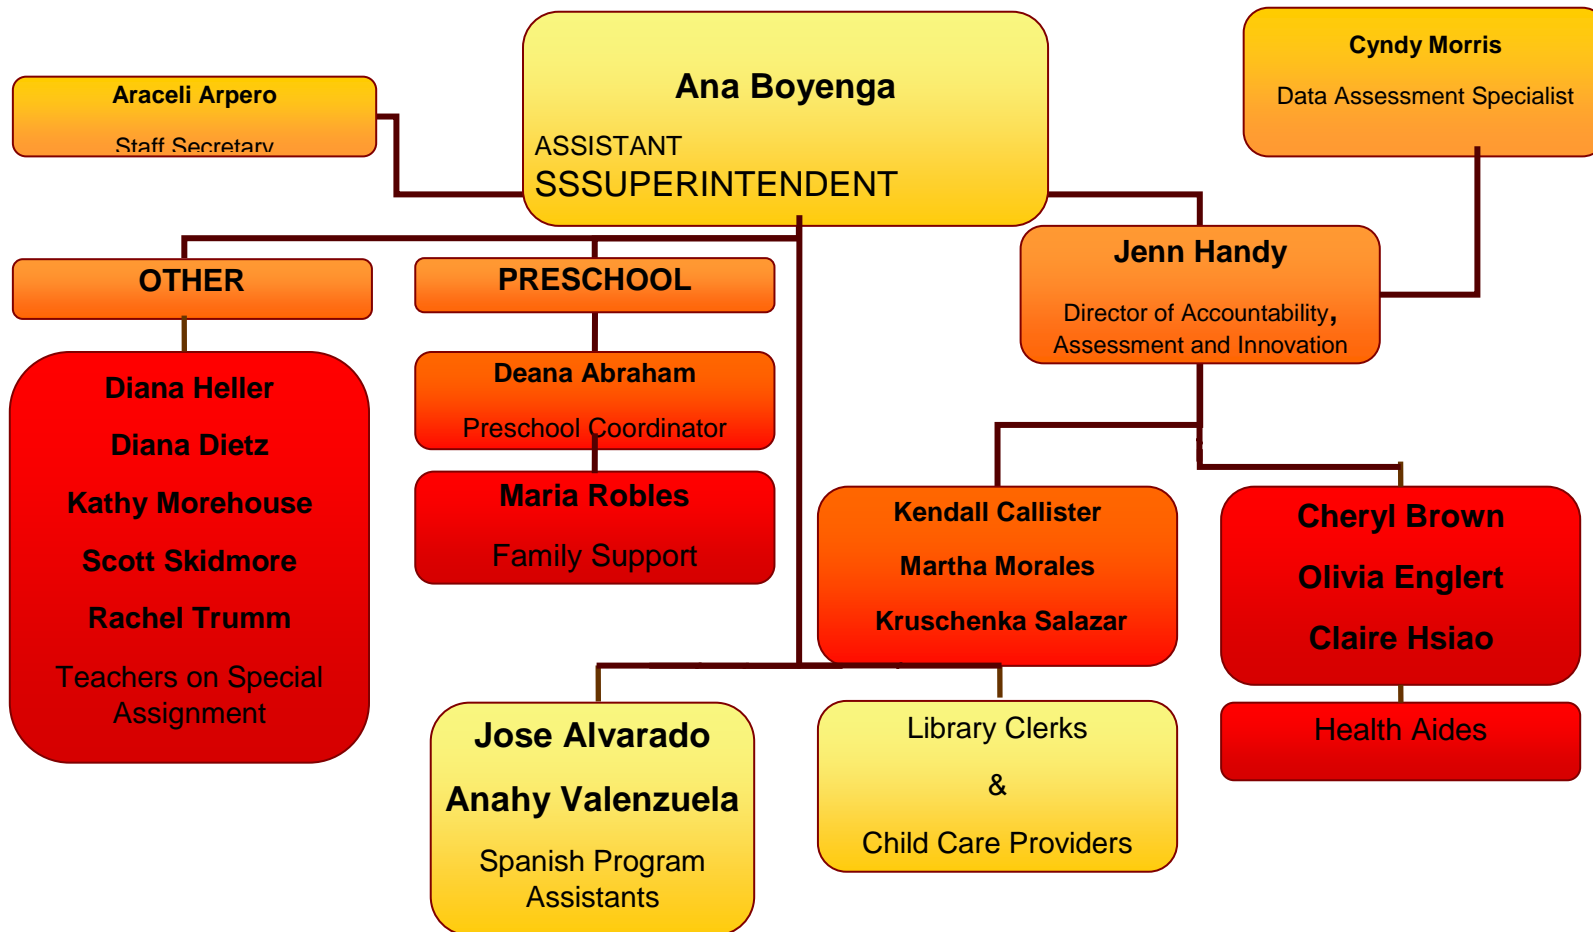 Araceli Arpero
Staff Secretary
Ana Boyenga
ASSISTANT
SSSUPERINTENDENT
Cyndy Morris
Data Assessment Specialist
Jenn Handy
Director of Accountability,
Assessment and Innovation
OTHER
PRESCHOOL
Diana Heller
Diana Dietz
Kathy Morehouse
Scott Skidmore
Rachel Trumm
Teachers on Special
Assignment
Deana Abraham
Preschool Coordinator
Maria Robles
Family Support
Kendall Callister
Martha Morales
Kruschenka Salazar
Cheryl Brown
Olivia Englert
Claire Hsiao
Health Aides
Jose Alvarado
Anahy Valenzuela
Spanish Program
Assistants
Library Clerks
&
Child Care Providers